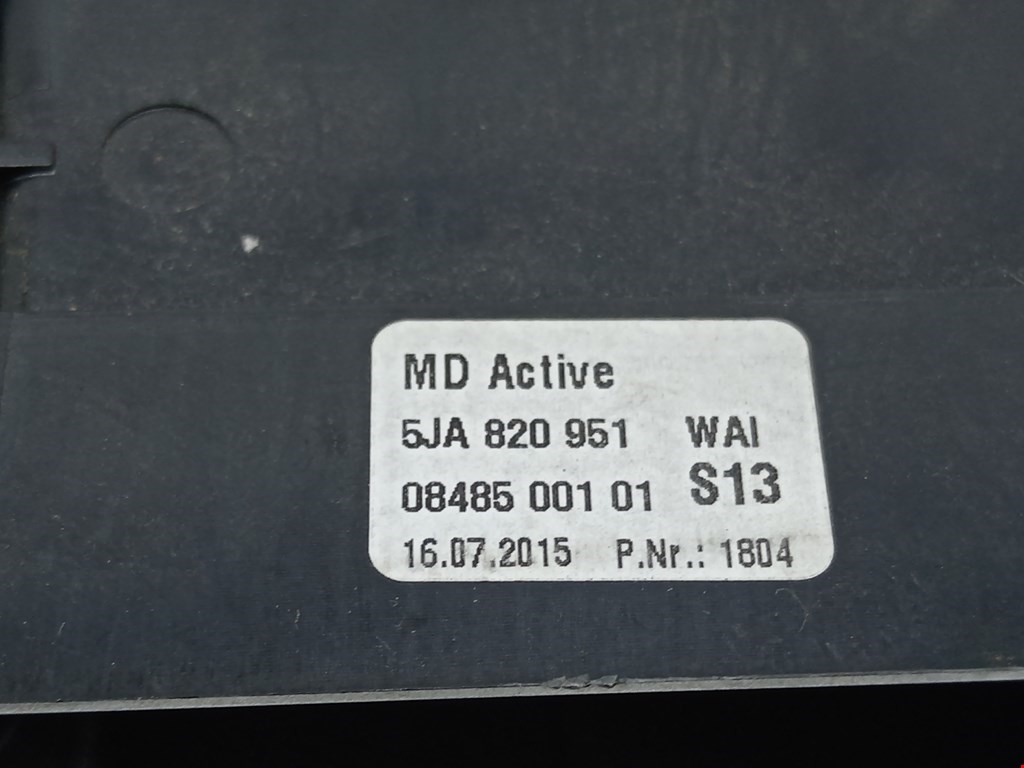 MD Active
5JA 820 951 WAI
08485 001 01 S13
16.07.2015 P.Nr.: 1804